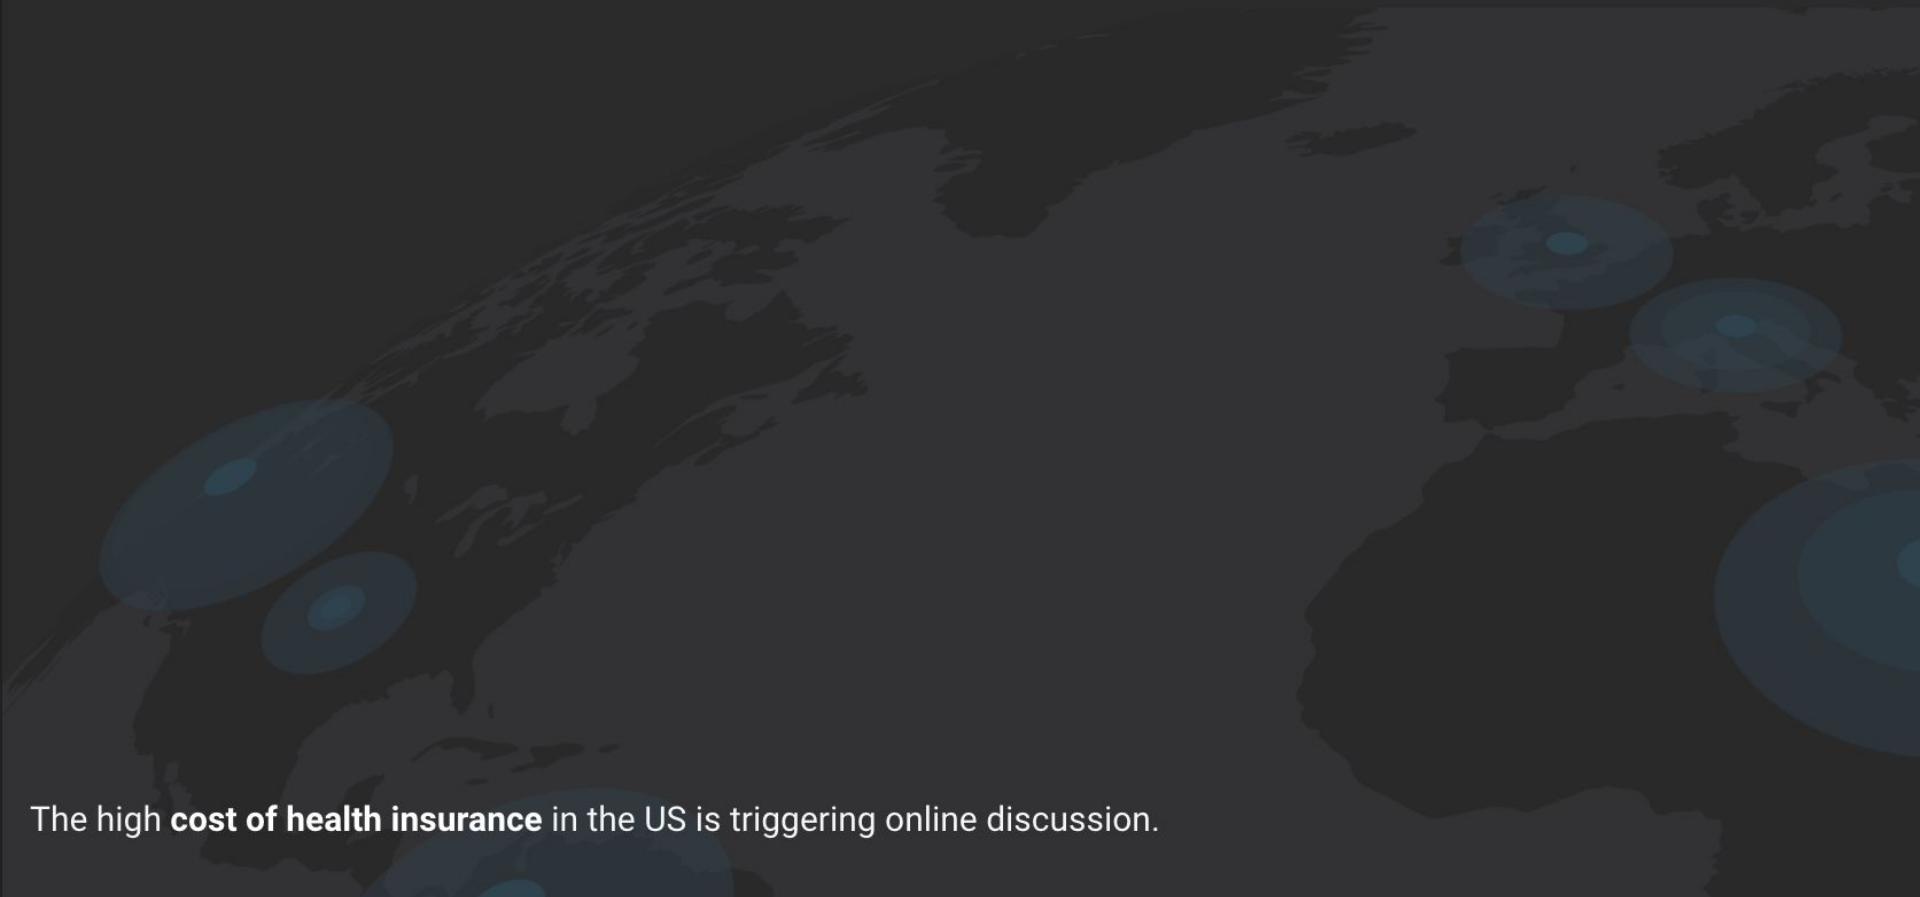 The high cost of health insurance in the US is triggering online discussion.